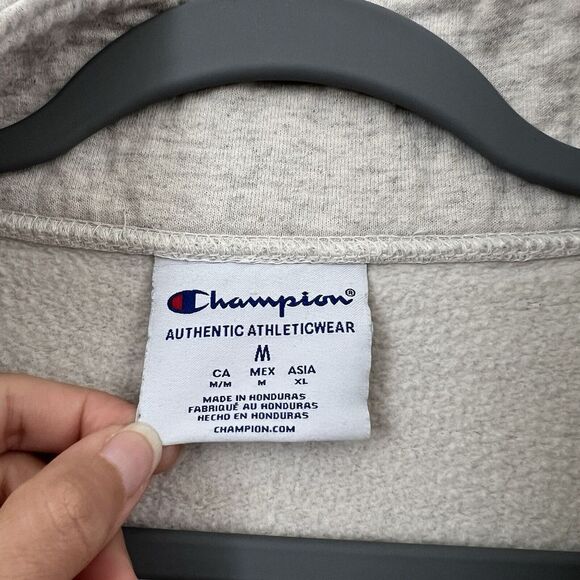 Champion®
AUTHENTIC ATHLETICWEAR
M
CA MEX ASIA
M/M M XL
MADE IN HONDURAS
FABRIQUÉ AU HONDURAS
HECHO EN HONDURAS
CHAMPION.COM